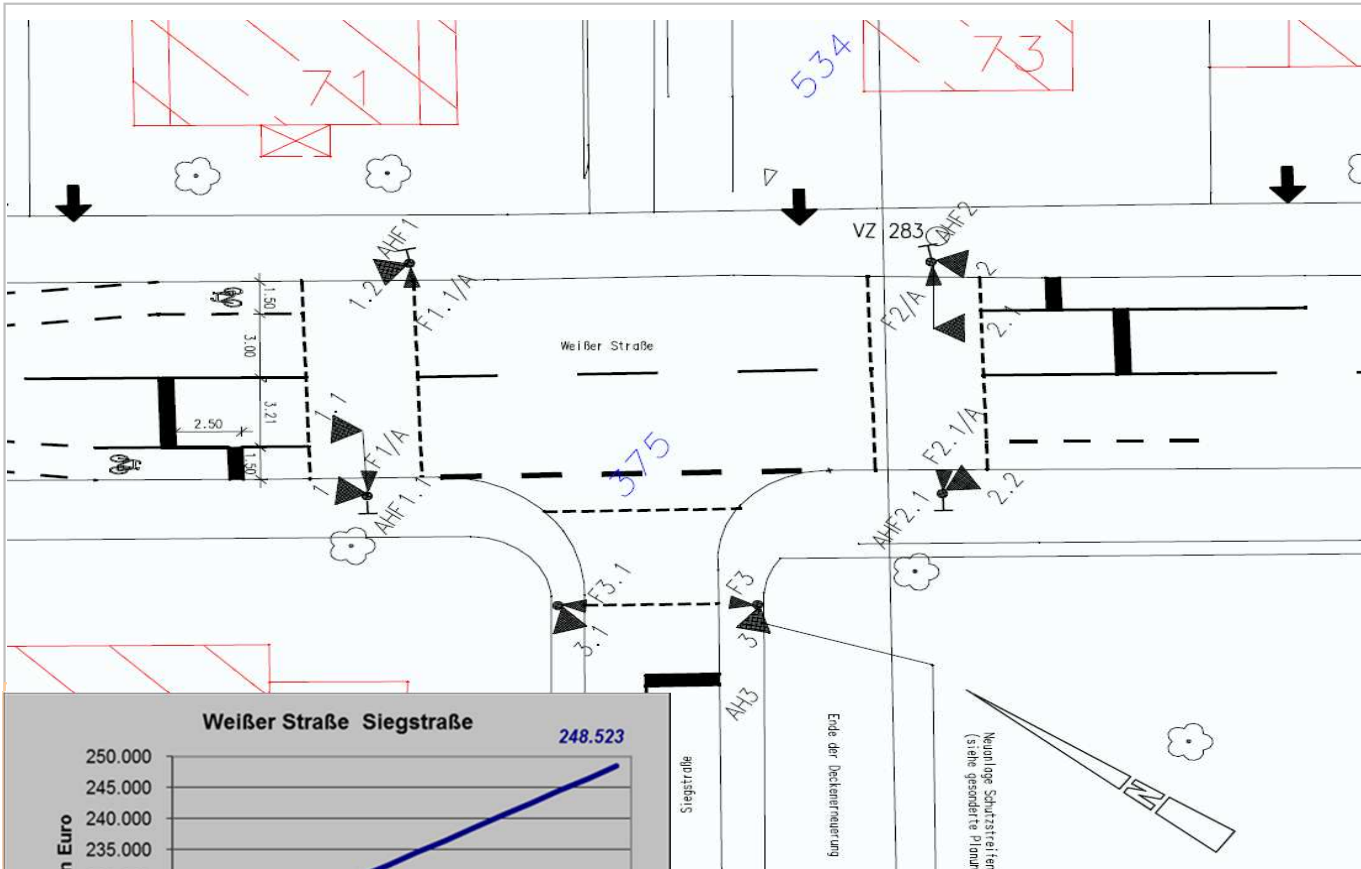 71
534
73
AHF1
1.2
F1.1/A
VZ 283
AHF2
2
F2/A
2.1
1.50
3.00
Weißer Straße
3.21
2.50
1.1
F1/A
1.50
1
AHF1.1
375
F2.1/A
2.2
AHF2.1
F3.1
3.1
F3
3
AH3
Siegstraße
Ende der Deckenerneuerung
Neuanlage Schutzstreifen
(siehe gesonderte
N
Weißer Straße Siegstraße
248.523
250.000
245.000
240.000
235.000
Euro